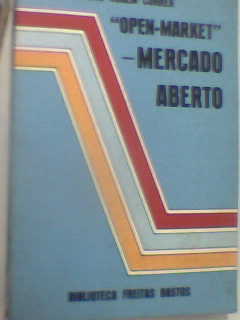 "OPEN-MARKET"
– MERCADO
ABERTO
BIBLIOTECA FREITAS BASTOS